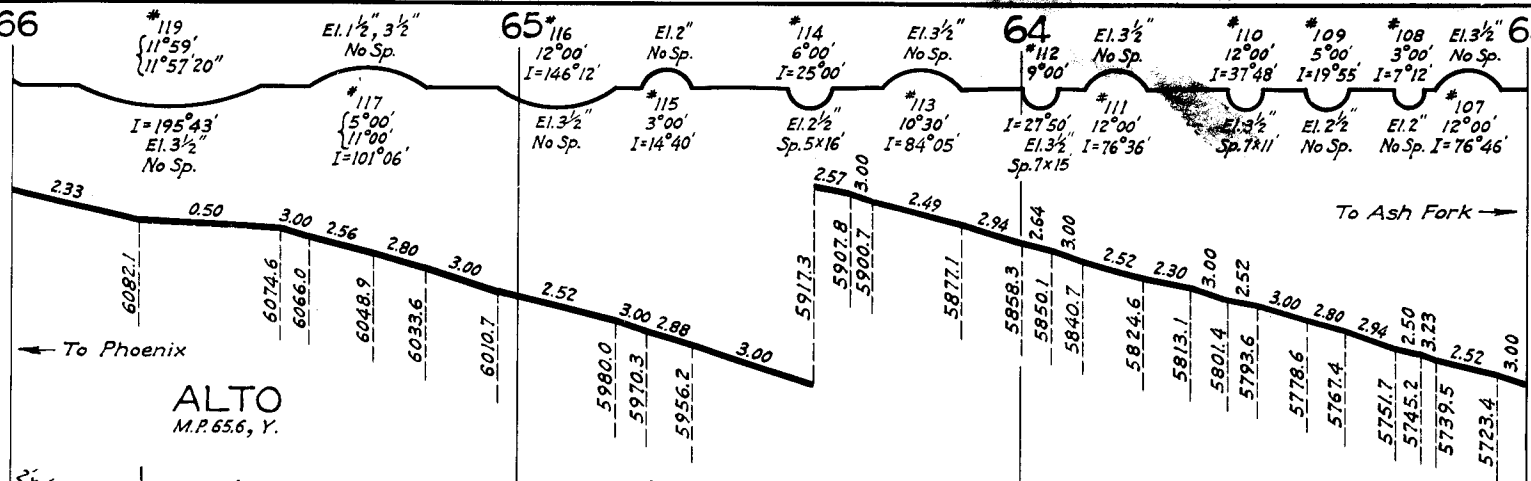 66
65
64
6
#119
{11°59'
{11°57'20"
I=195°43'
El.3½"
No Sp.
El.1½", 3½"
No Sp.
#117
{5°00'
{11°00'
I=101°06'
#116
12°00'
I=146°12'
El.3½"
No Sp.
El.2"
No Sp.
#115
3°00'
I=14°40'
#114
6°00'
I=25°00'
El.2½"
Sp.5x16'
El.3½"
No Sp.
#113
10°30'
I=84°05'
#112
9°00'
I=27°50'
El.3½"
Sp.7x15'
El.3½"
No Sp.
#111
12°00'
I=76°36'
#110
12°00'
I=37°48'
El.3½"
Sp.7x11'
#109
5°00'
I=19°55'
El.2½"
No Sp.
#108
3°00'
I=7°12'
El.2"
No Sp.
El.3½"
No Sp.
#107
12°00'
I=76°46'
2.33
0.50
3.00
2.56
2.80
3.00
2.52
3.00
2.88
3.00
2.57
3.00
2.49
2.94
2.64
3.00
2.52
2.30
3.00
2.52
3.00
2.80
2.94
2.50
3.23
2.52
3.00
6082.1
6074.6
6066.0
6048.9
6033.6
6010.7
5980.0
5970.3
5956.2
5917.3
5907.8
5900.7
5877.1
5858.3
5850.1
5840.7
5824.6
5813.1
5801.4
5793.6
5778.6
5767.4
5751.7
5745.2
5739.5
5723.4
To Ash Fork →
← To Phoenix
ALTO
M.P. 65.6, Y.